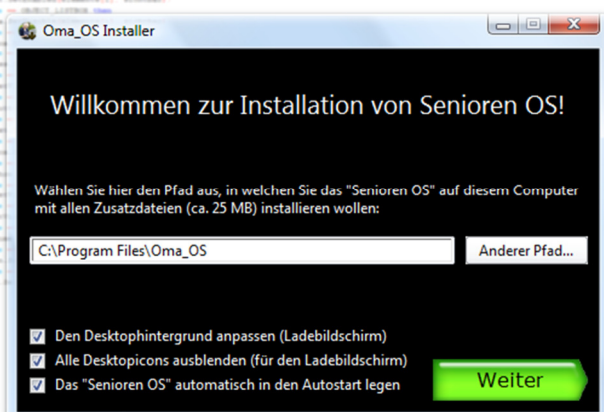 Oma_OS Installer
Willkommen zur Installation von Senioren OS!
Wählen Sie hier den Pfad aus, in welchen Sie das "Senioren OS" auf diesem Computer
mit allen Zusatzdateien (ca. 25 MB) installieren wollen:
C:\Program Files\Oma_OS
Anderer Pfad...
Den Desktophintergrund anpassen (Ladebildschirm)
Alle Desktopicons ausblenden (für den Ladebildschirm)
Das "Senioren OS" automatisch in den Autostart legen
Weiter